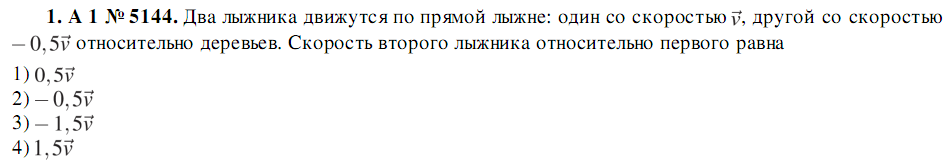 1. А 1 № 5144. Два лыжника движутся по прямой лыжне: один со скоростью v⃗, другой со скоростью
−0,5v⃗ относительно деревьев. Скорость второго лыжника относительно первого равна
1) 0,5v⃗
2) −0,5v⃗
3) −1,5v⃗
4) 1,5v⃗